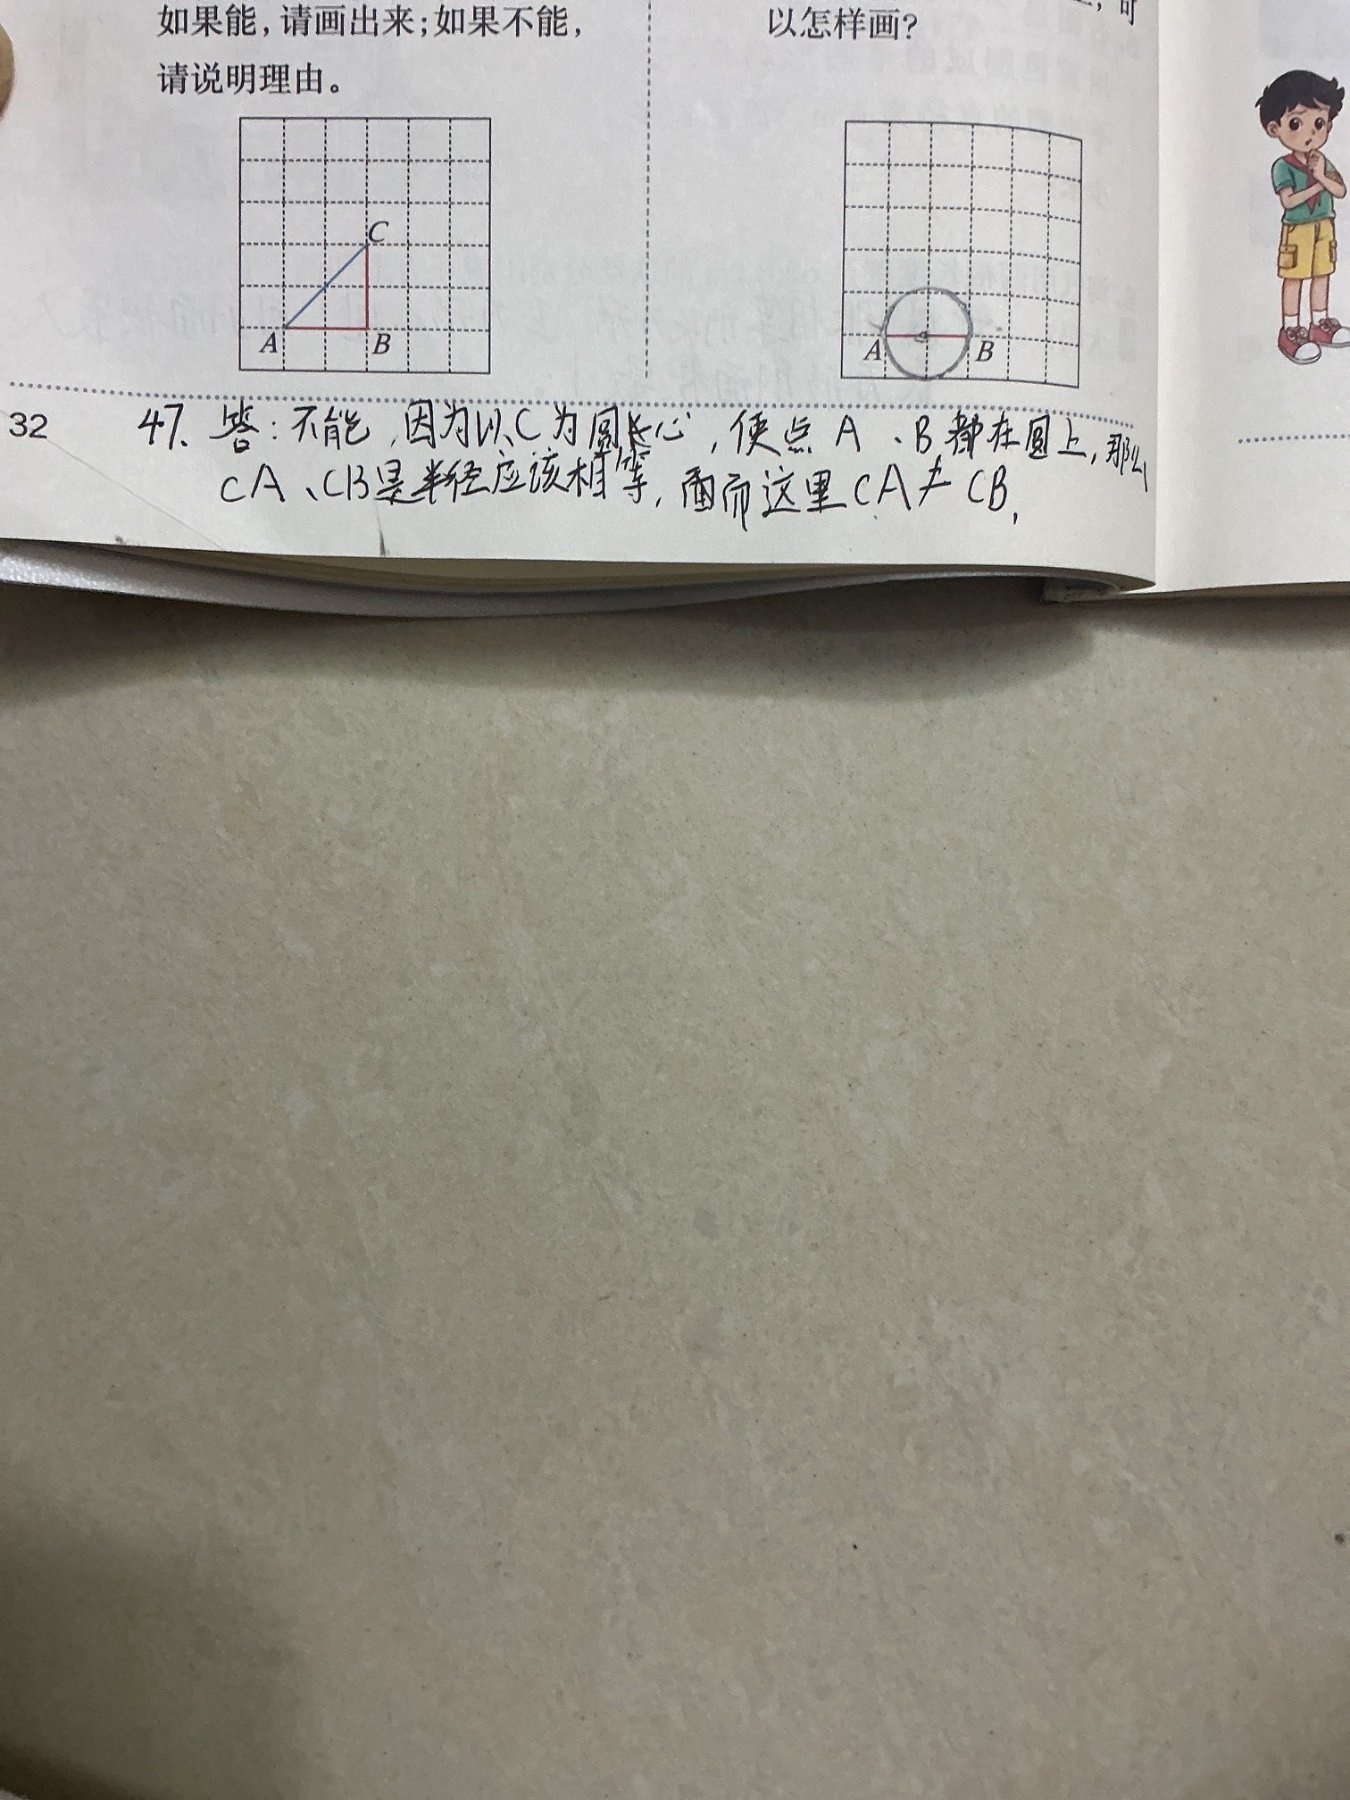 如果能,请画出来;如果不能,
请说明理由。
可
以怎样画?
C
A
B
A
B
32
47. 答:不能,因为以C为圆心,使点A、B都在圆上,那么
CA、CB是半径应该相等,而这里CA≠CB,